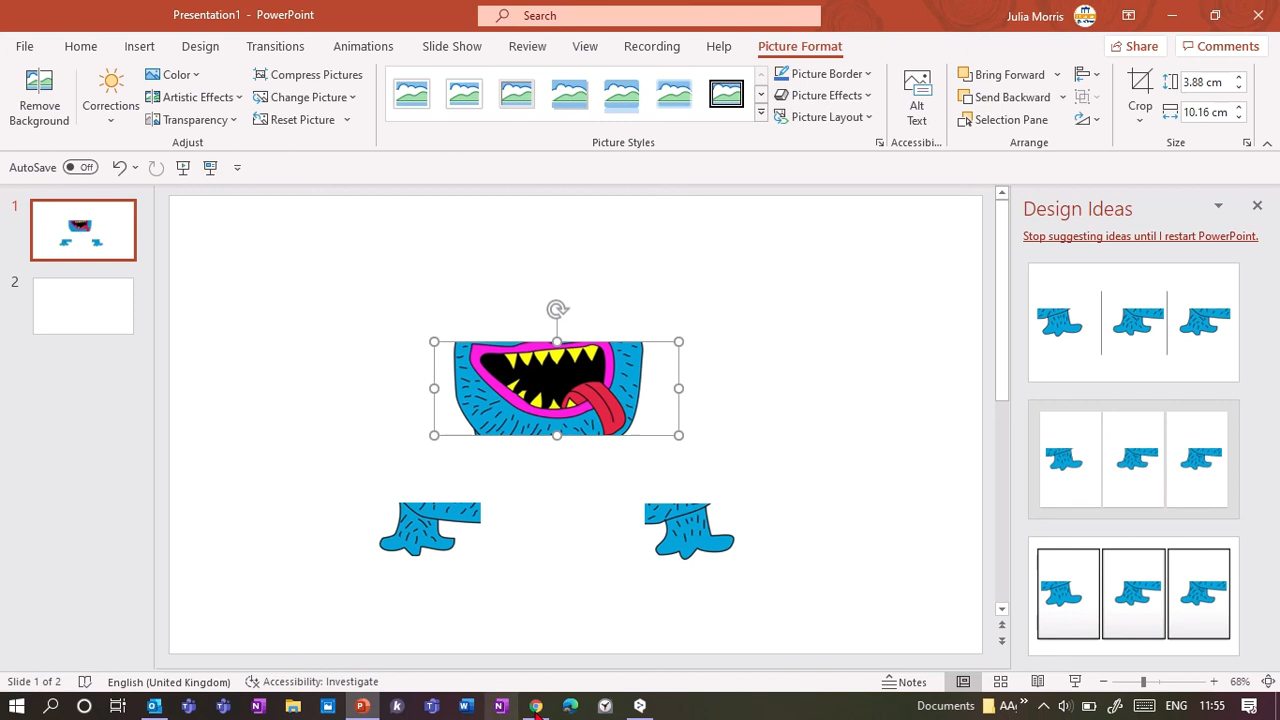 Presentation1 - PowerPoint
Search
Julia Morris
File Home Insert Design Transitions Animations Slide Show Review View Recording Help Picture Format
Share Comments
Remove Background
Corrections
Color
Artistic Effects
Transparency
Compress Pictures
Change Picture
Reset Picture
Adjust
Picture Styles
Picture Border
Picture Effects
Picture Layout
Alt Text
Accessibi...
Bring Forward
Send Backward
Selection Pane
Arrange
Crop
3.88 cm
10.16 cm
Size
AutoSave Off
1
2
Design Ideas
Stop suggesting ideas until I restart PowerPoint.
Slide 1 of 2 English (United Kingdom) Accessibility: Investigate
Notes
68%
Documents
ENG 11:55